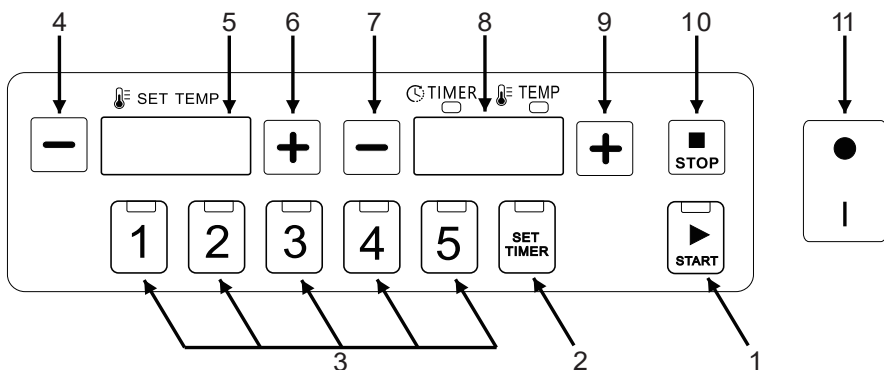 4 5 6 7 8 9 10 11
SET TEMP TIMER TEMP
− + − + STOP
1 2 3 4 5 SET TIMER START
3 2 1